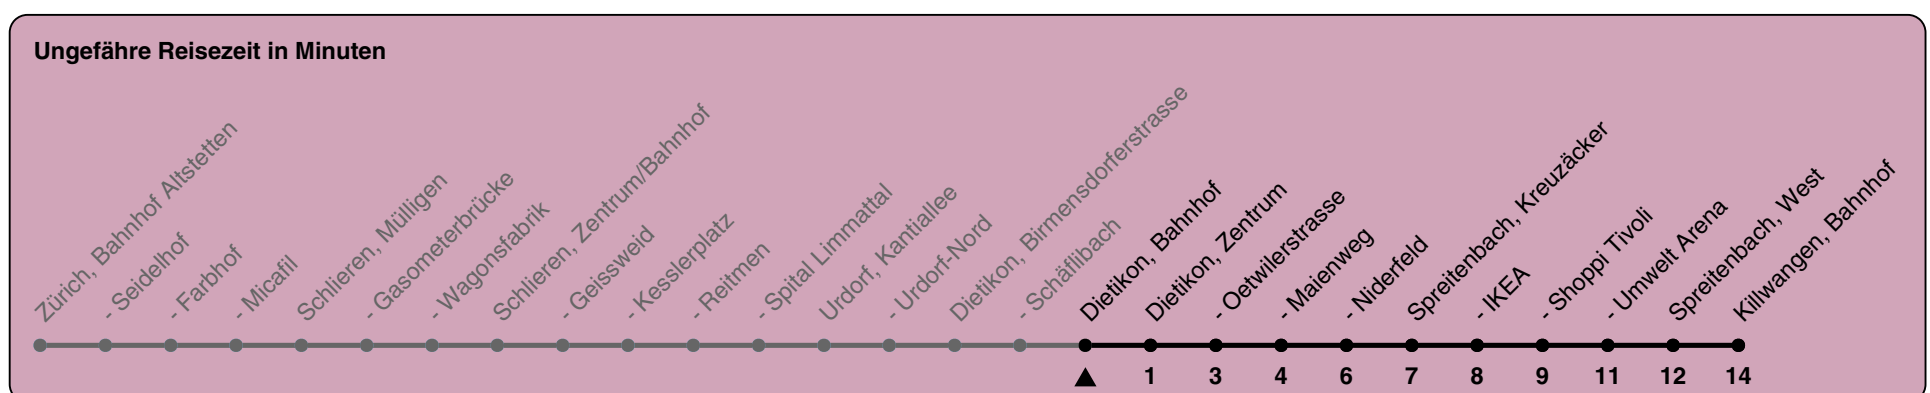 Ungefähre Reisezeit in Minuten
Zürich, Bahnhof Altstetten
- Seidelhof
- Farbhof
- Micafil
Schlieren, Mülligen
- Gasometerbrücke
- Wagonsfabrik
Schlieren, Zentrum/Bahnhof
- Geissweid
- Kesslerplatz
- Reitmen
- Spital Limmattal
Urdorf, Kantiallee
- Urdorf-Nord
Dietikon, Birmensdorferstrasse
- Schäflibach
Dietikon, Bahnhof
Dietikon, Zentrum
- Oetwilerstrasse
- Maienweg
- Niderfeld
Spreitenbach, Kreuzäcker
- IKEA
- Shoppi Tivoli
- Umwelt Arena
Spreitenbach, West
Killwangen, Bahnhof
1 3 4 6 7 8 9 11 12 14